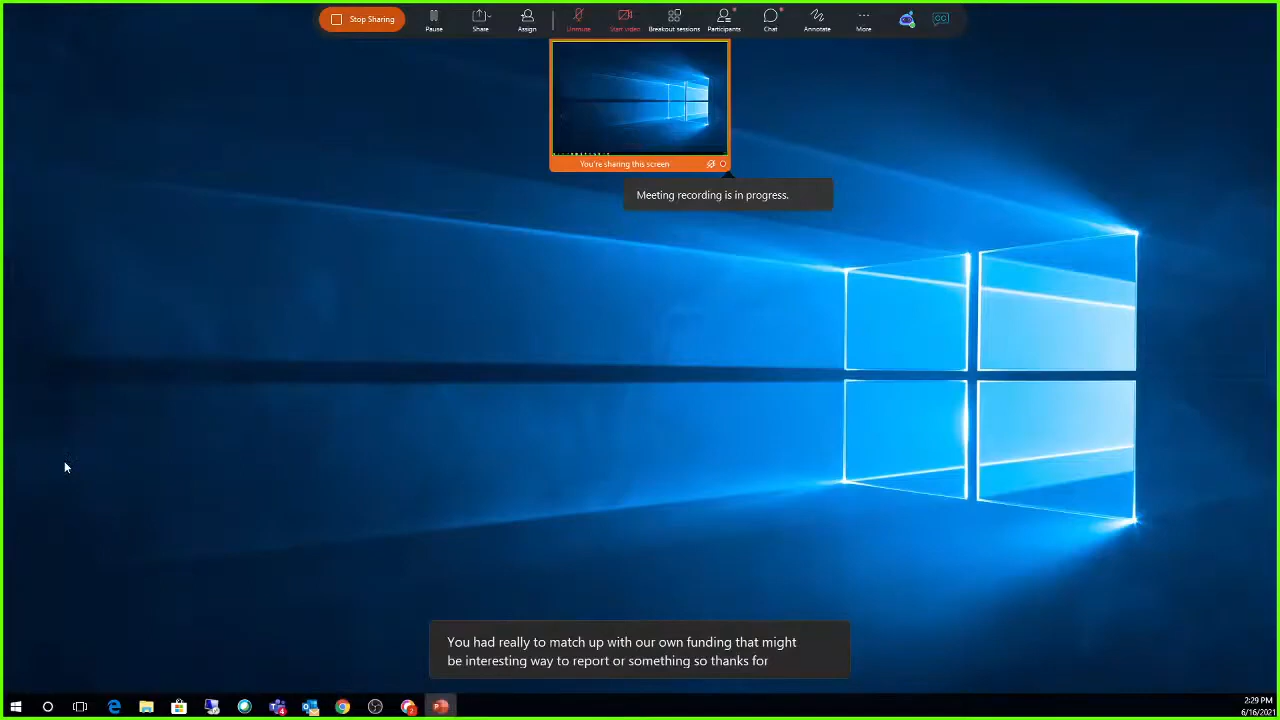 Stop Sharing
Pause
Share
Assign
Unmute
Start video
Breakout sessions
Participants
Chat
Annotate
More
CC
You're sharing this screen
Meeting recording is in progress.
You had really to match up with our own funding that might
be interesting way to report or something so thanks for
2:29 PM
6/16/2021